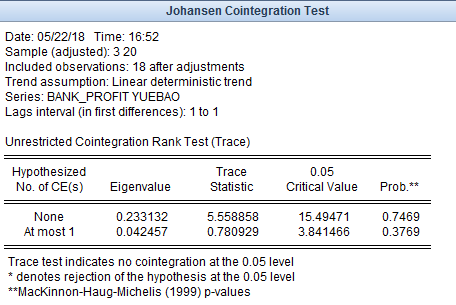 Johansen Cointegration Test
Date: 05/22/18 Time: 16:52
Sample (adjusted): 3 20
Included observations: 18 after adjustments
Trend assumption: Linear deterministic trend
Series: BANK_PROFIT YUEBAO
Lags interval (in first differences): 1 to 1
Unrestricted Cointegration Rank Test (Trace)
Hypothesized Trace 0.05
No. of CE(s) Eigenvalue Statistic Critical Value Prob.**
None 0.233132 5.558858 15.49471 0.7469
At most 1 0.042457 0.780929 3.841466 0.3769
Trace test indicates no cointegration at the 0.05 level
* denotes rejection of the hypothesis at the 0.05 level
**MacKinnon-Haug-Michelis (1999) p-values